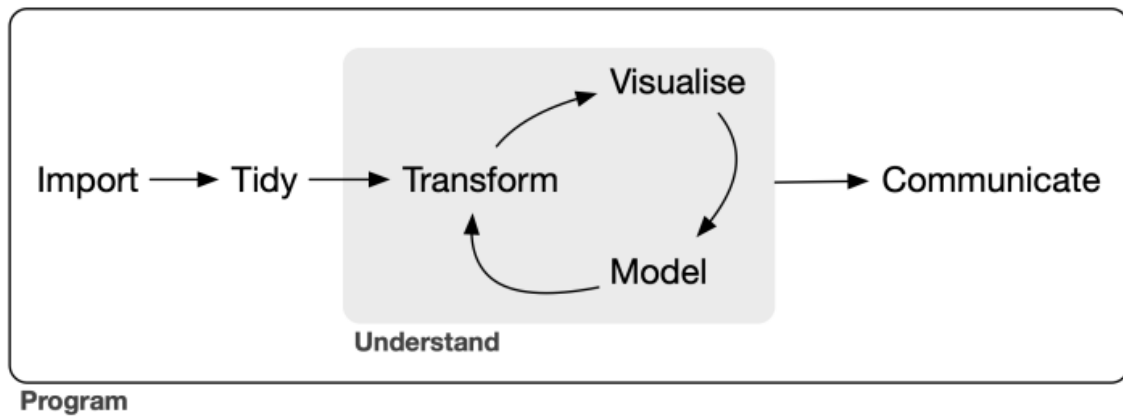 Visualise
Import
Tidy
Transform
Communicate
Model
Understand
Program